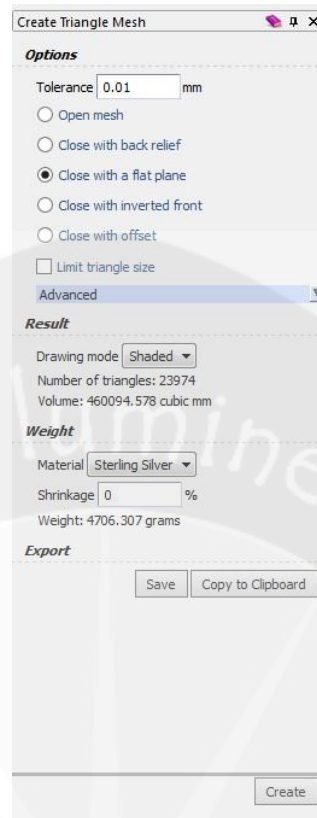 Create Triangle Mesh
Options
Tolerance 0.01 mm
Open mesh
Close with back relief
Close with a flat plane
Close with inverted front
Close with offset
Limit triangle size
Advanced
Result
Drawing mode Shaded
Number of triangles: 23974
Volume: 460094.578 cubic mm
Weight
Material Sterling Silver
Shrinkage 0 %
Weight: 4706.307 grams
Export
Save Copy to Clipboard
Create